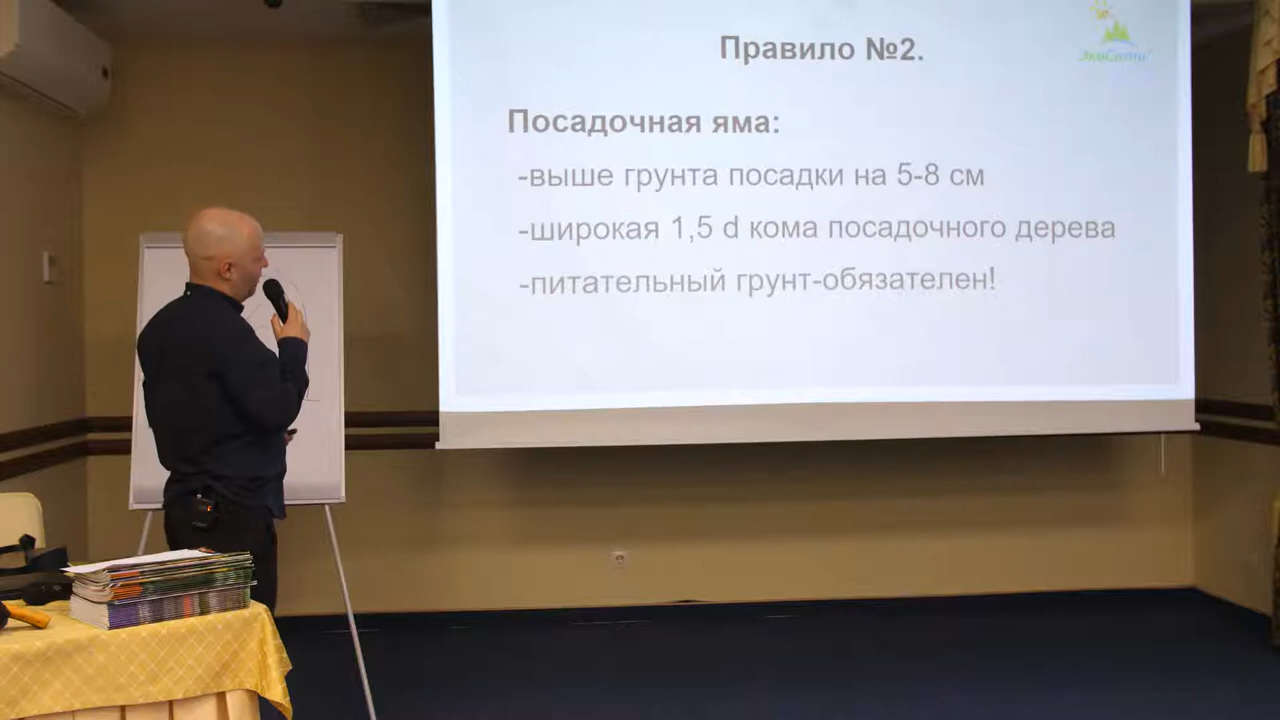 Правило №2.
ЭкоСити
Посадочная яма:
-выше грунта посадки на 5-8 см
-широкая 1,5 d кома посадочного дерева
-питательный грунт-обязателен!